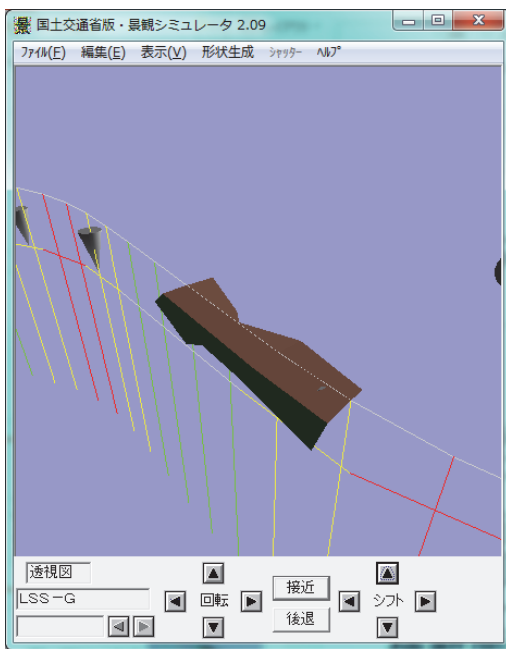 国土交通省版・景観シミュレータ 2.09
ファイル(F) 編集(E) 表示(V) 形状生成 シャッター ヘルプ
透視図
LSS-G
回転
接近
後退
シフト